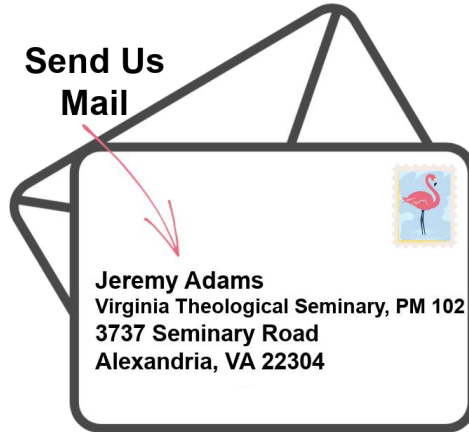 Send Us
Mail
Jeremy Adams
Virginia Theological Seminary, PM 102
3737 Seminary Road
Alexandria, VA 22304